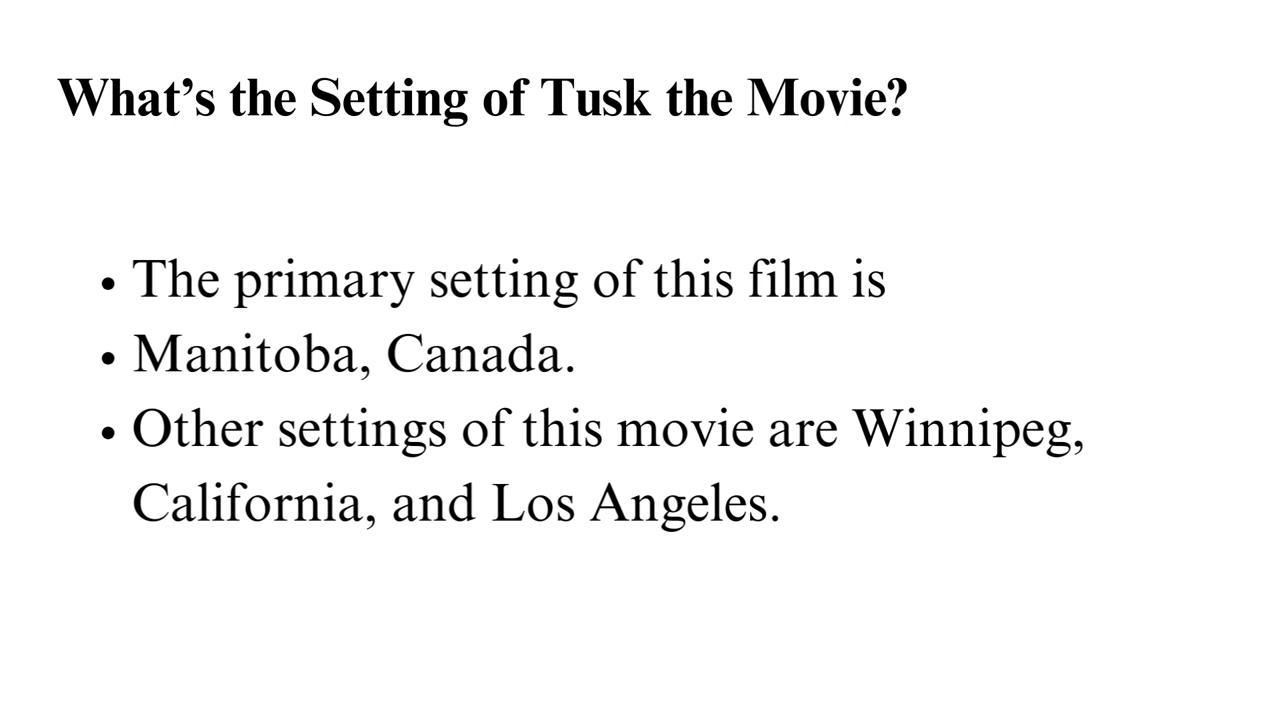 What’s the Setting of Tusk the Movie?
• The primary setting of this film is
• Manitoba, Canada.
• Other settings of this movie are Winnipeg,
California, and Los Angeles.